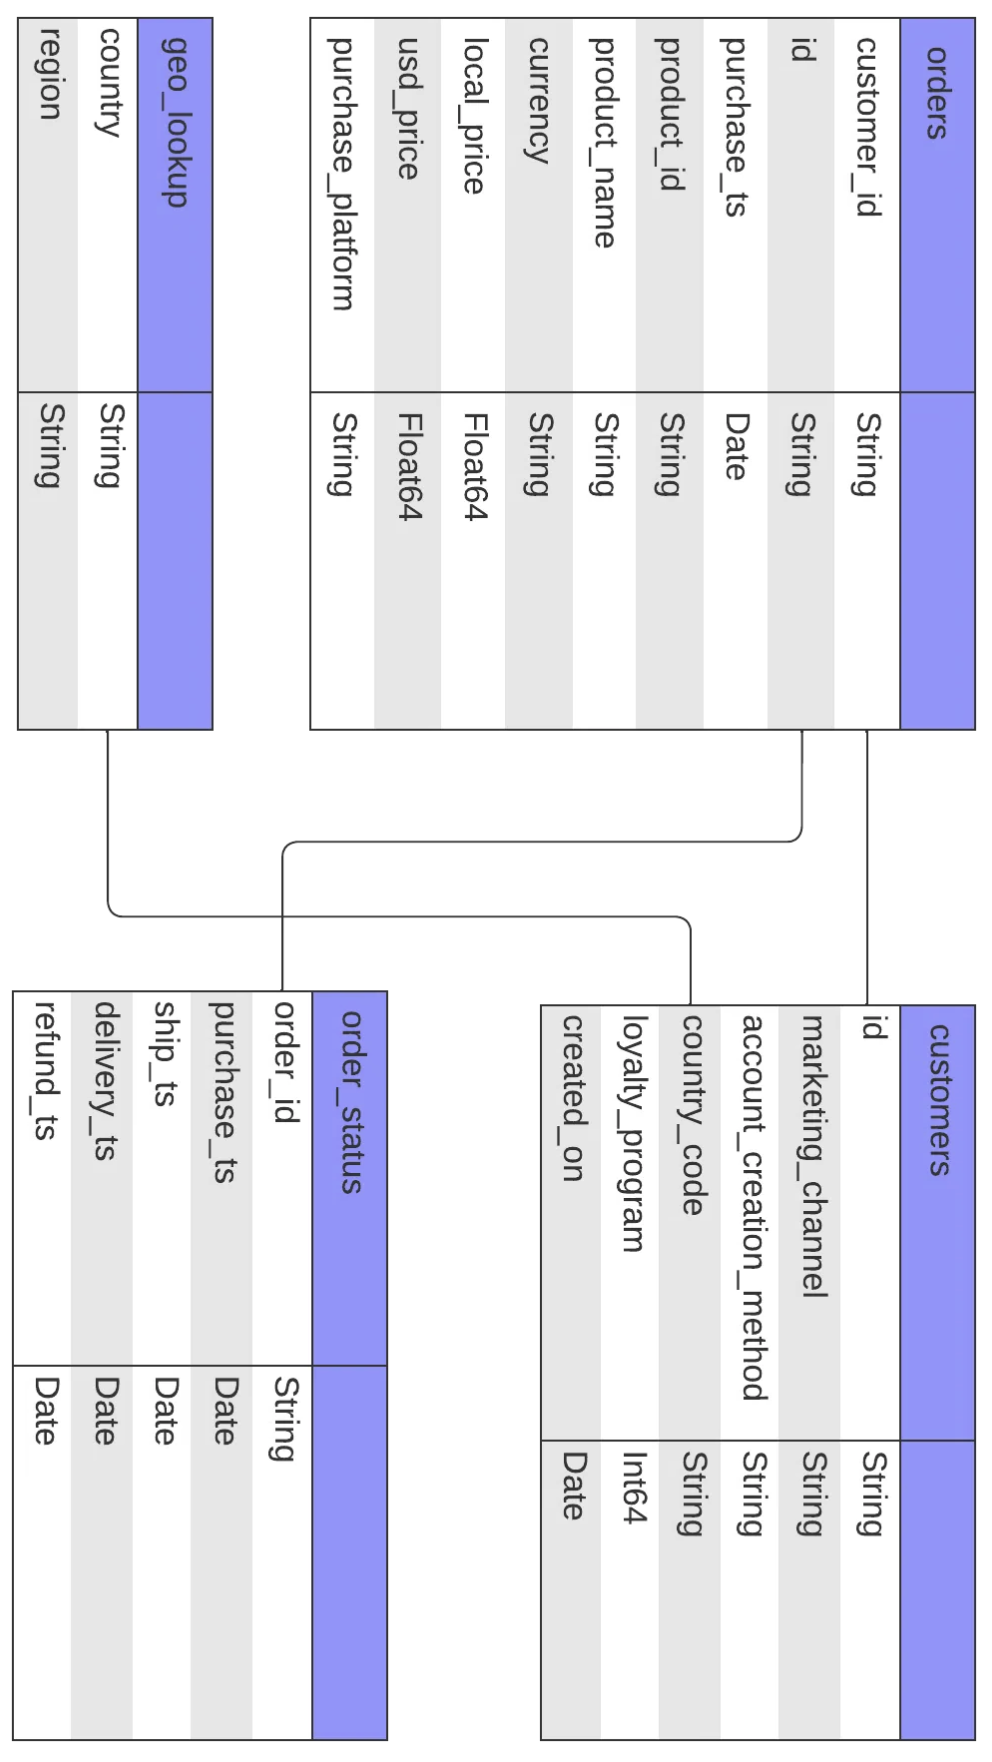 orders
customer_id String
id String
purchase_ts Date
product_id String
product_name String
currency String
local_price Float64
usd_price Float64
purchase_platform String
customers
id String
marketing_channel String
account_creation_method String
country_code String
loyalty_program Int64
created_on Date
geo_lookup
country String
region String
order_status
order_id String
purchase_ts Date
ship_ts Date
delivery_ts Date
refund_ts Date